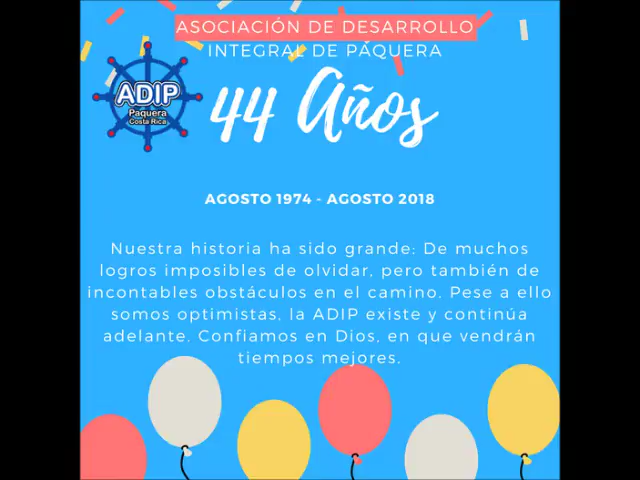 ASOCIACIÓN DE DESARROLLO
INTEGRAL DE PAQUERA
ADIP
Paquera
Costa Rica
44 Años
AGOSTO 1974 - AGOSTO 2018
Nuestra historia ha sido grande: De muchos
logros imposibles de olvidar, pero también de
incontables obstáculos en el camino. Pese a ello
somos optimistas, la ADIP existe y continúa
adelante. Confiamos en Dios, en que vendrán
tiempos mejores.